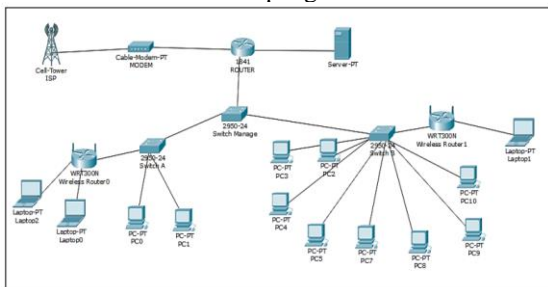 Cell-Tower
ISP
Cable-Modem-PT
MODEM
1841
ROUTER
Server-PT
2950-24
Switch Manage
WRT300N
Wireless Router0
2950-24
Switch A
Laptop-PT
Laptop2
Laptop-PT
Laptop0
PC-PT
PC0
PC-PT
PC1
PC-PT
PC3
PC-PT
PC2
2950-24
Switch B
WRT300N
Wireless Router1
Laptop-PT
Laptop1
PC-PT
PC4
PC-PT
PC5
PC-PT
PC7
PC-PT
PC8
PC-PT
PC9
PC-PT
PC10